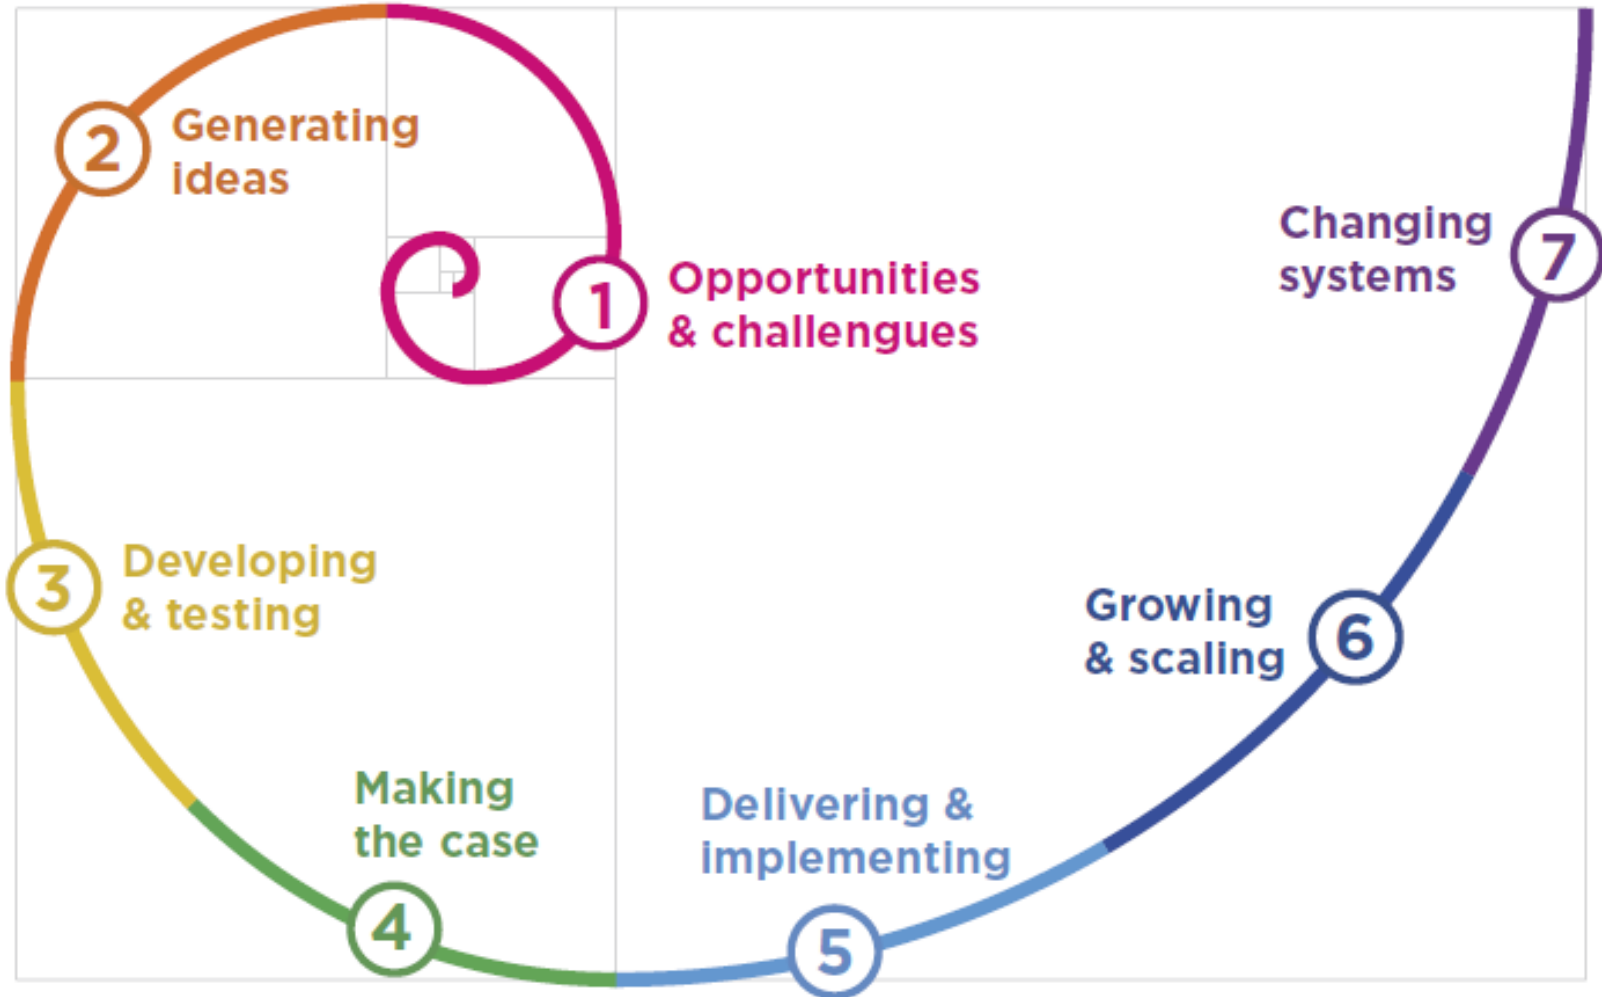 1
Opportunities
& challengues
2
Generating
ideas
3
Developing
& testing
4
Making
the case
5
Delivering &
implementing
6
Growing
& scaling
7
Changing
systems